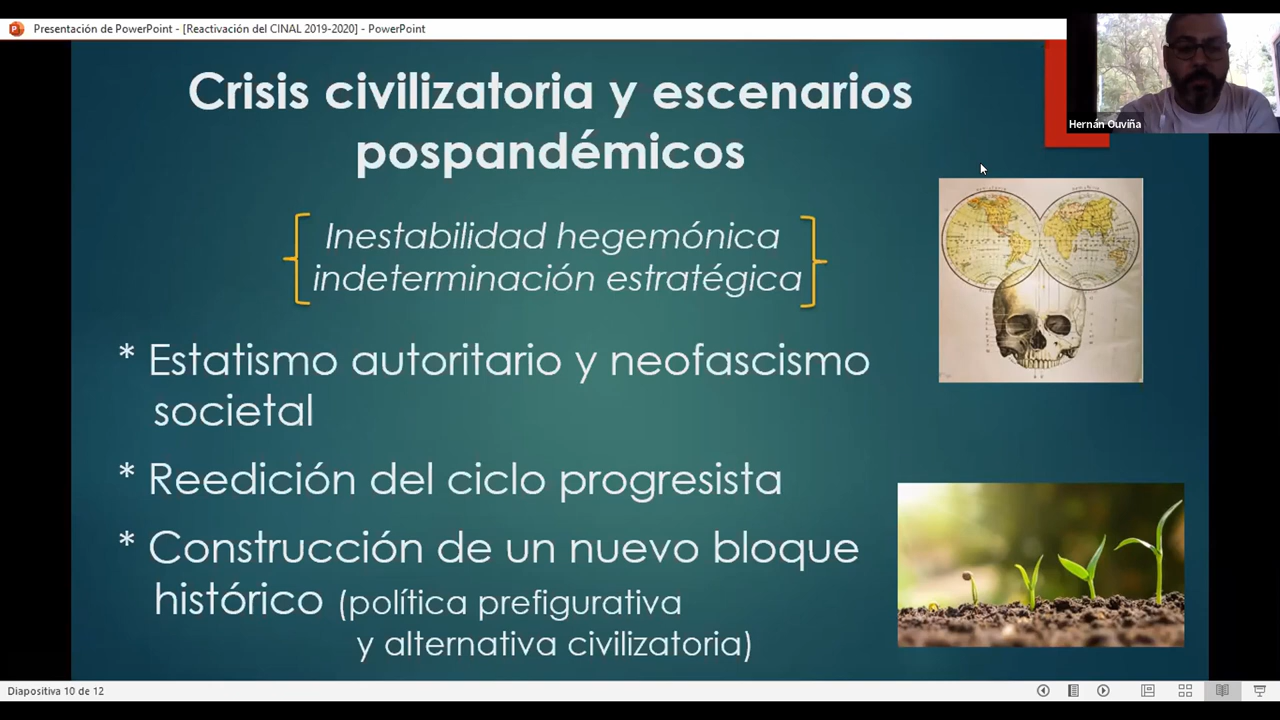 Presentación de PowerPoint - [Reactivación del CINAL 2019-2020] - PowerPoint
Hernán Ouviña
Crisis civilizatoria y escenarios
pospandémicos
Inestabilidad hegemónica
indeterminación estratégica
* Estatismo autoritario y neofascismo
societal
* Reedición del ciclo progresista
* Construcción de un nuevo bloque
histórico (política prefigurativa
y alternativa civilizatoria)
Diapositiva 10 de 12